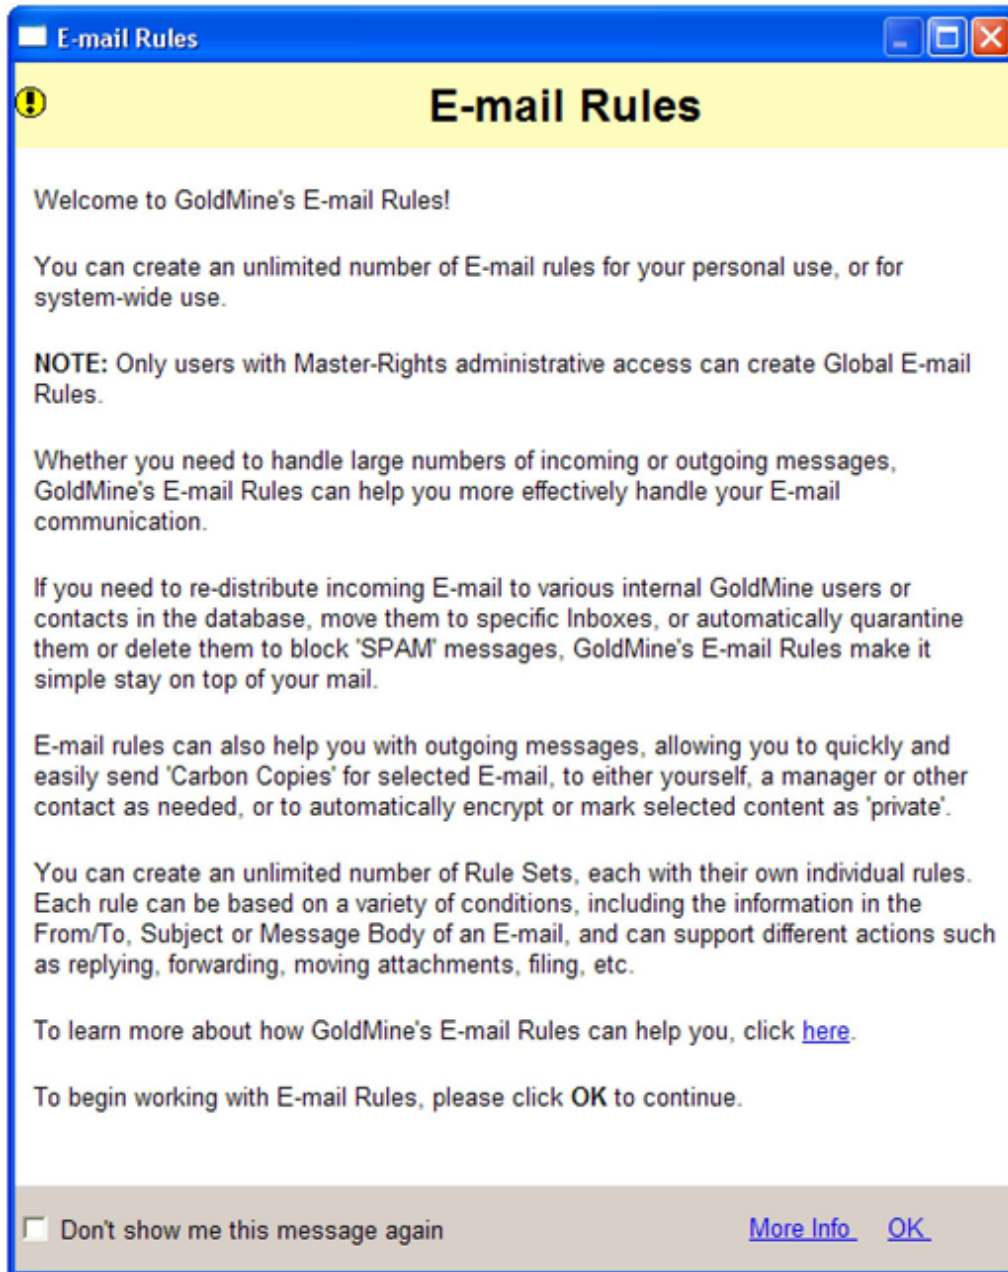 E-mail Rules
E-mail Rules
Welcome to GoldMine's E-mail Rules!
You can create an unlimited number of E-mail rules for your personal use, or for
system-wide use.
NOTE: Only users with Master-Rights administrative access can create Global E-mail
Rules.
Whether you need to handle large numbers of incoming or outgoing messages,
GoldMine's E-mail Rules can help you more effectively handle your E-mail
communication.
If you need to re-distribute incoming E-mail to various internal GoldMine users or
contacts in the database, move them to specific Inboxes, or automatically quarantine
them or delete them to block 'SPAM' messages, GoldMine's E-mail Rules make it
simple stay on top of your mail.
E-mail rules can also help you with outgoing messages, allowing you to quickly and
easily send 'Carbon Copies' for selected E-mail, to either yourself, a manager or other
contact as needed, or to automatically encrypt or mark selected content as 'private'.
You can create an unlimited number of Rule Sets, each with their own individual rules.
Each rule can be based on a variety of conditions, including the information in the
From/To, Subject or Message Body of an E-mail, and can support different actions such
as replying, forwarding, moving attachments, filing, etc.
To learn more about how GoldMine's E-mail Rules can help you, click here.
To begin working with E-mail Rules, please click OK to continue.
Don't show me this message again
More Info OK